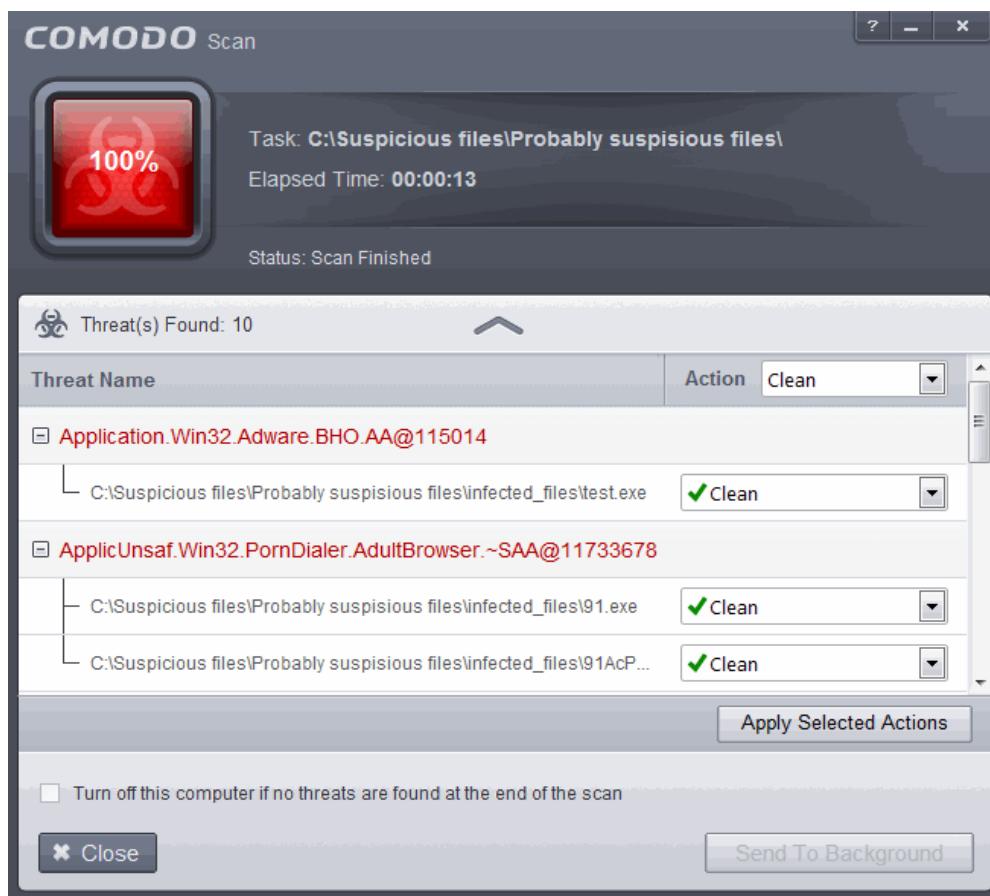 COMODO Scan
?
100%
Task: C:\Suspicious files\Probably suspisious files\
Elapsed Time: 00:00:13
Status: Scan Finished
Threat(s) Found: 10
Threat Name Action Clean
Application.Win32.Adware.BHO.AA@115014
C:\Suspicious files\Probably suspisious files\infected_files\test.exe Clean
ApplicUnsaf.Win32.PornDialer.AdultBrowser.~SAA@11733678
C:\Suspicious files\Probably suspisious files\infected_files\91.exe Clean
C:\Suspicious files\Probably suspisious files\infected_files\91AcP... Clean
Apply Selected Actions
Turn off this computer if no threats are found at the end of the scan
Close Send To Background